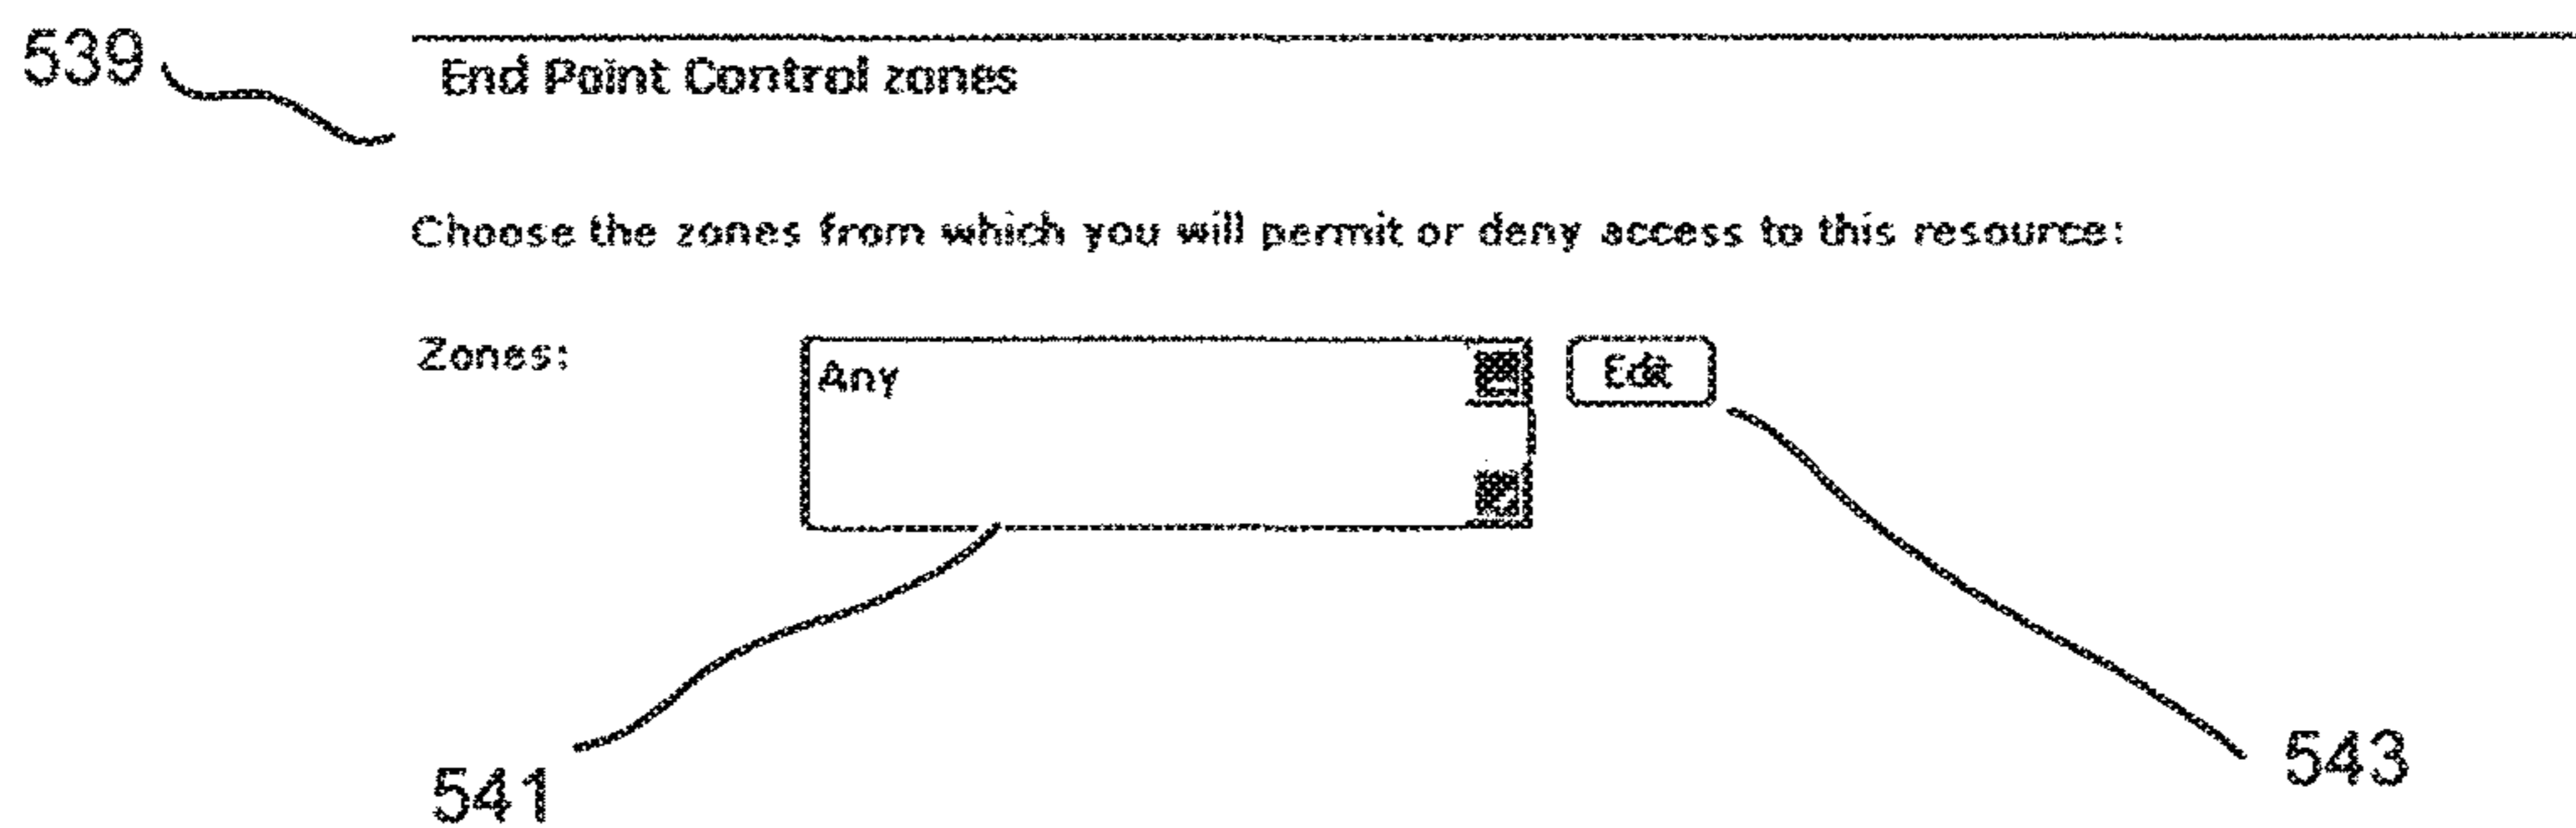 539
End Point Control zones
Choose the zones from which you will permit or deny access to this resource:
Zones:
Any
Edit
541
543